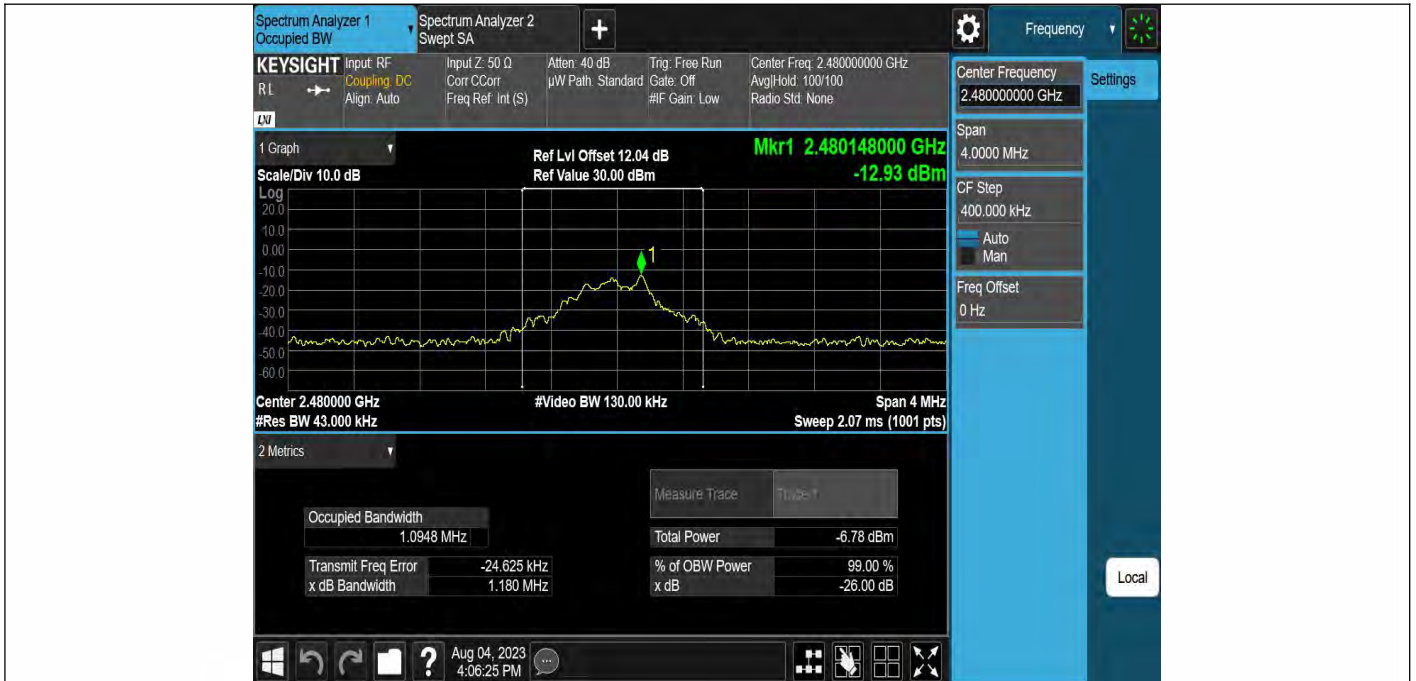 Spectrum Analyzer 1
Occupied BW
Spectrum Analyzer 2
Swept SA
+
Frequency
KEYSIGHT
RL
LXI
Input: RF
Coupling: DC
Align: Auto
Input Z: 50 Ω
Corr CCorr
Freq Ref: Int (S)
Atten: 40 dB
µW Path: Standard
Trig: Free Run
Gate: Off
#IF Gain: Low
Center Freq: 2.480000000 GHz
Avg|Hold: 100/100
Radio Std: None
Center Frequency
2.480000000 GHz
Settings
Span
4.0000 MHz
CF Step
400.000 kHz
Auto
Man
Freq Offset
0 Hz
Local
1 Graph
Scale/Div 10.0 dB
Ref Lvl Offset 12.04 dB
Ref Value 30.00 dBm
Mkr1 2.480148000 GHz
-12.93 dBm
Log
20.0
10.0
0.00
-10.0
-20.0
-30.0
-40.0
-50.0
-60.0
1
Center 2.480000 GHz
#Res BW 43.000 kHz
#Video BW 130.00 kHz
Span 4 MHz
Sweep 2.07 ms (1001 pts)
2 Metrics
Measure Trace
Trace 1
Occupied Bandwidth
1.0948 MHz
Total Power -6.78 dBm
Transmit Freq Error -24.625 kHz
% of OBW Power 99.00 %
x dB Bandwidth 1.180 MHz
x dB -26.00 dB
?
Aug 04, 2023
4:06:25 PM